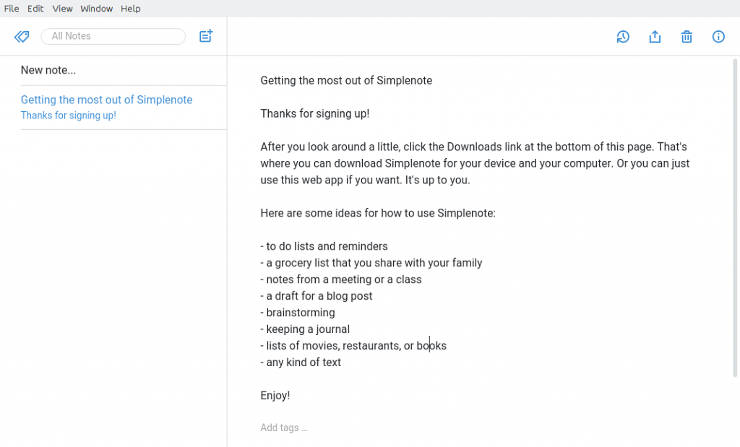 File Edit View Window Help
All Notes
New note...
Getting the most out of Simplenote
Thanks for signing up!
Getting the most out of Simplenote
Thanks for signing up!
After you look around a little, click the Downloads link at the bottom of this page. That's
where you can download Simplenote for your device and your computer. Or you can just
use this web app if you want. It's up to you.
Here are some ideas for how to use Simplenote:
- to do lists and reminders
- a grocery list that you share with your family
- notes from a meeting or a class
- a draft for a blog post
- brainstorming
- keeping a journal
- lists of movies, restaurants, or books
- any kind of text
Enjoy!
Add tags ...